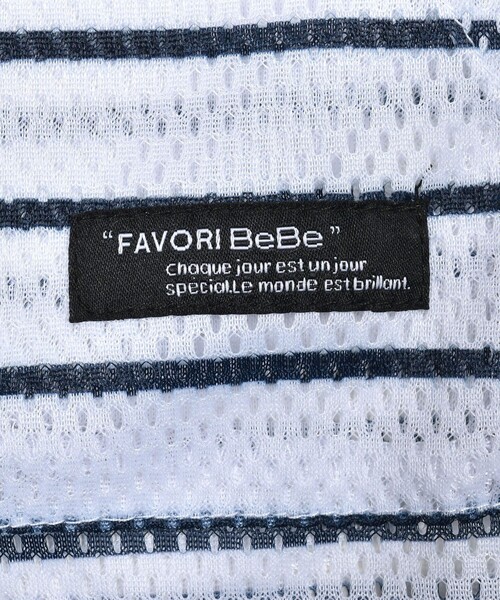 “FAVORI BeBe”
chaque jour est un jour
special.Le monde est brillant.